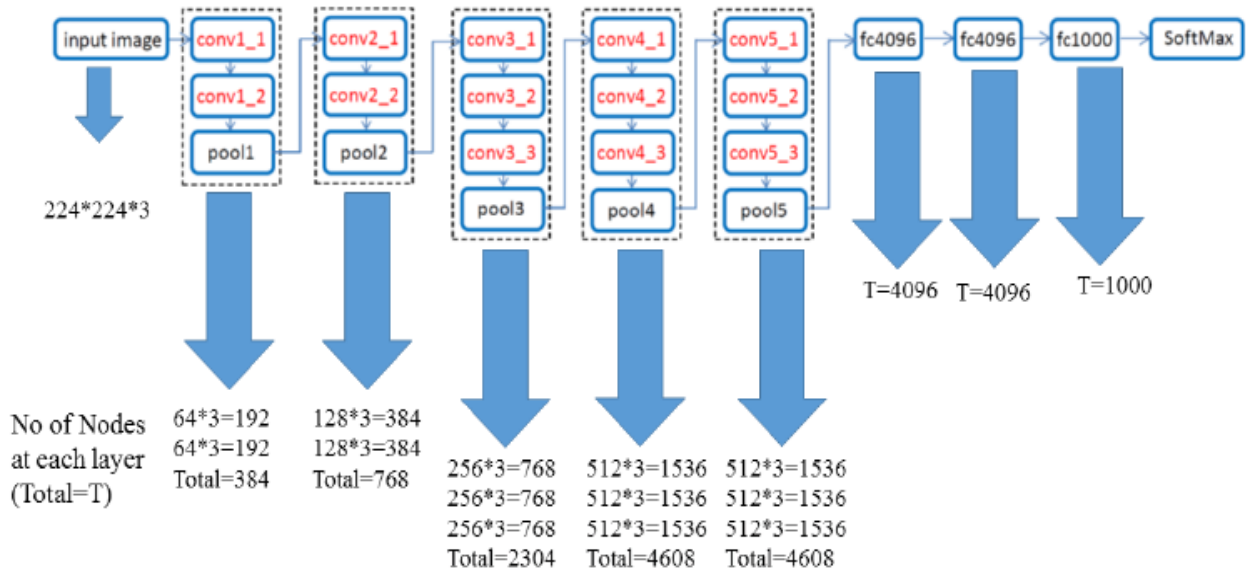 input image
conv1_1
conv1_2
pool1
conv2_1
conv2_2
pool2
conv3_1
conv3_2
conv3_3
pool3
conv4_1
conv4_2
conv4_3
pool4
conv5_1
conv5_2
conv5_3
pool5
fc4096
fc4096
fc1000
SoftMax
224*224*3
T=4096
T=4096
T=1000
No of Nodes
at each layer
(Total=T)
64*3=192
64*3=192
Total=384
128*3=384
128*3=384
Total=768
256*3=768
256*3=768
256*3=768
Total=2304
512*3=1536
512*3=1536
512*3=1536
Total=4608
512*3=1536
512*3=1536
512*3=1536
Total=4608